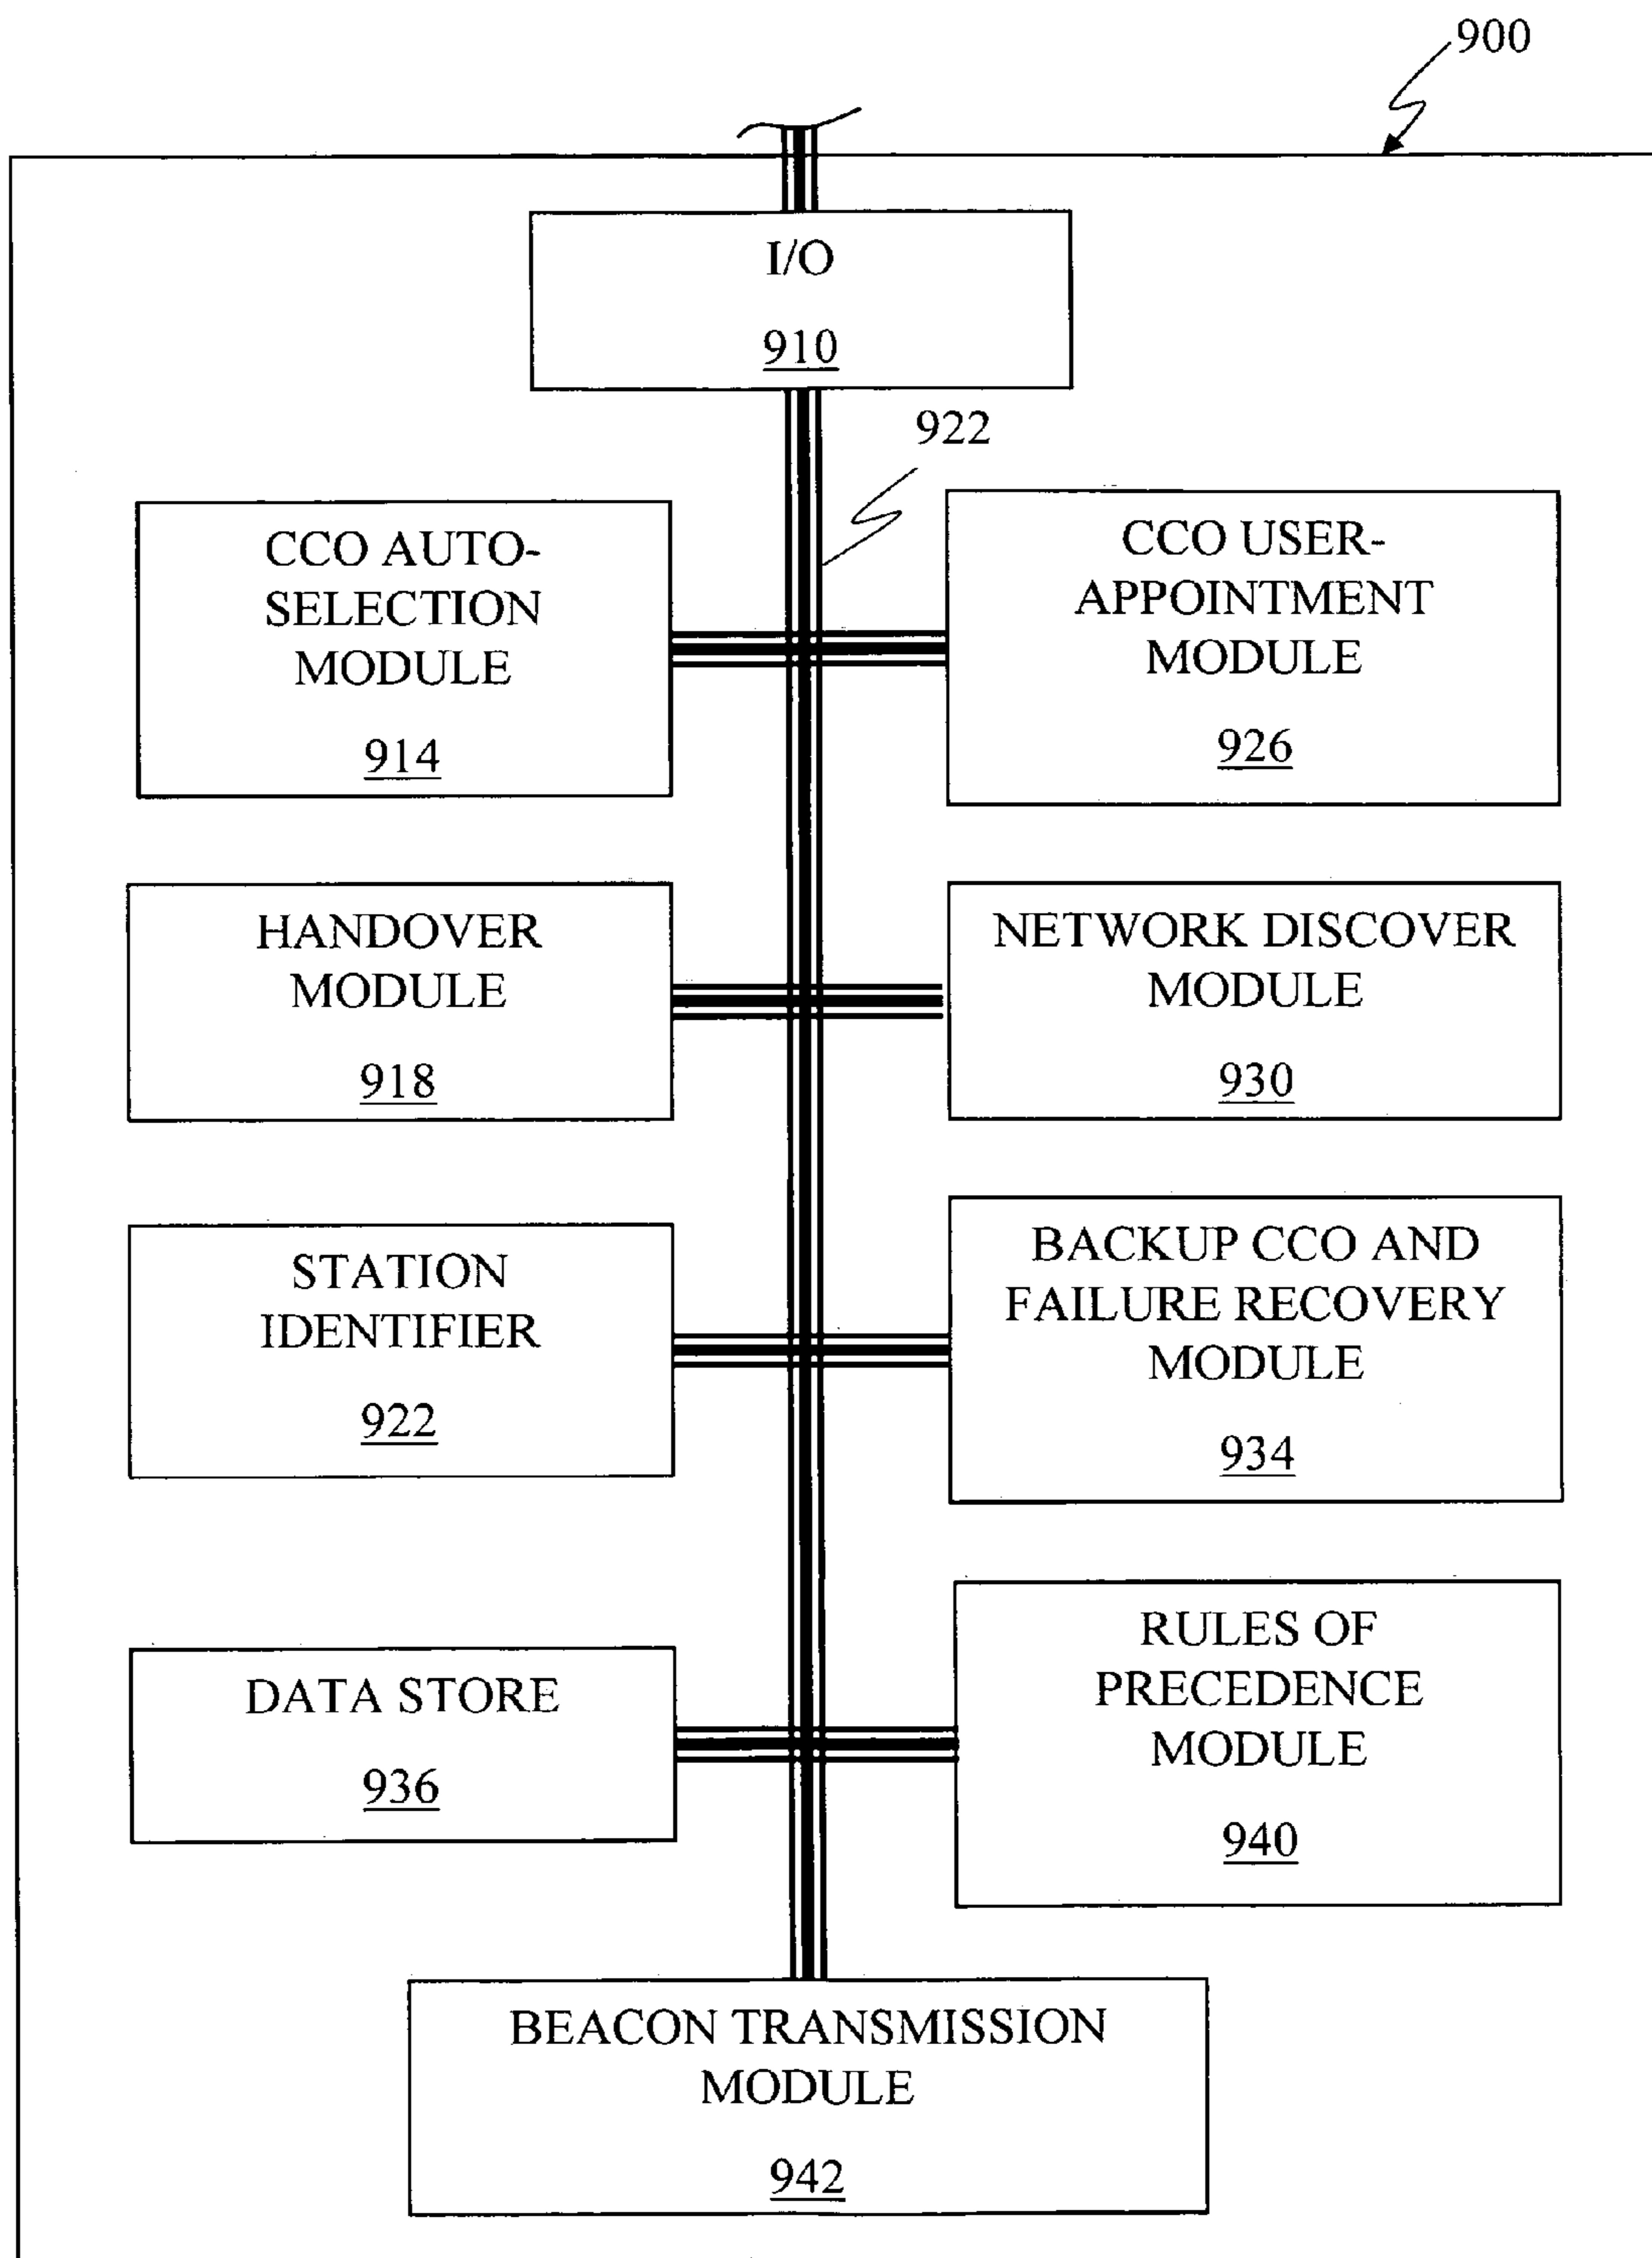 900
I/O
910
922
CCO AUTO-
SELECTION
MODULE
914
CCO USER-
APPOINTMENT
MODULE
926
HANDOVER
MODULE
918
NETWORK DISCOVER
MODULE
930
STATION
IDENTIFIER
922
BACKUP CCO AND
FAILURE RECOVERY
MODULE
934
DATA STORE
936
RULES OF
PRECEDENCE
MODULE
940
BEACON TRANSMISSION
MODULE
942